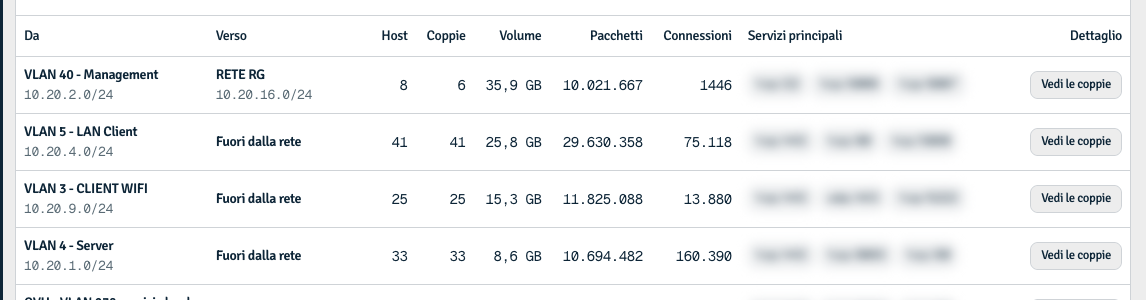 Da Verso Host Coppie Volume Pacchetti Connessioni Servizi principali Dettaglio
VLAN 40 - Management RETE RG
10.20.2.0/24 10.20.16.0/24 8 6 35,9 GB 10.021.667 1446 Vedi le coppie
VLAN 5 - LAN Client
10.20.4.0/24 Fuori dalla rete 41 41 25,8 GB 29.630.358 75.118 Vedi le coppie
VLAN 3 - CLIENT WIFI
10.20.9.0/24 Fuori dalla rete 25 25 15,3 GB 11.825.088 13.880 Vedi le coppie
VLAN 4 - Server
10.20.1.0/24 Fuori dalla rete 33 33 8,6 GB 10.694.482 160.390 Vedi le coppie